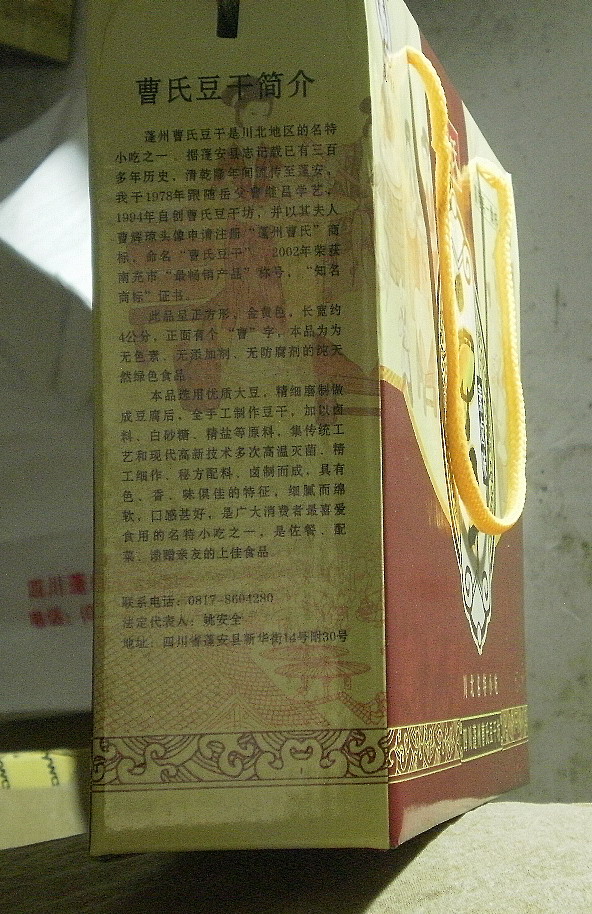 曹氏豆干简介
蓬州曹氏豆干是川北地区的名特
小吃之一，据蓬安县志记载已有三百
多年历史，清乾隆年间流传至蓬安，
我于1978年跟随岳父曹继昌学艺，
1994年自创曹氏豆干坊，并以其夫人
曹辉琼头像申请注册“蓬州曹氏”商
标，命名“曹氏豆干”，2002年荣获
南充市“最畅销产品”称号，“知名
商标”证书。
此品呈正方形，金黄色，长宽约
4公分，正面有个“曹”字，本品为为
无色素、无添加剂、无防腐剂的纯天
然绿色食品。
本品选用优质大豆，精细磨制做
成豆腐后，全手工制作豆干，加以卤
料、白砂糖、精盐等原料，集传统工
艺和现代高新技术多次高温灭菌、精
工细作、秘方配料、卤制而成，具有
色、香、味俱佳的特征，细腻而绵
软，口感甚好，是广大消费者最喜爱
食用的名特小吃之一，是佐餐、配
菜、馈赠亲友的上佳食品
联系电话：0817-8604280
法定代表人：姚安全
地址：四川省蓬安县新华街14号附30号
川北名特小吃
四川蓬
电话：